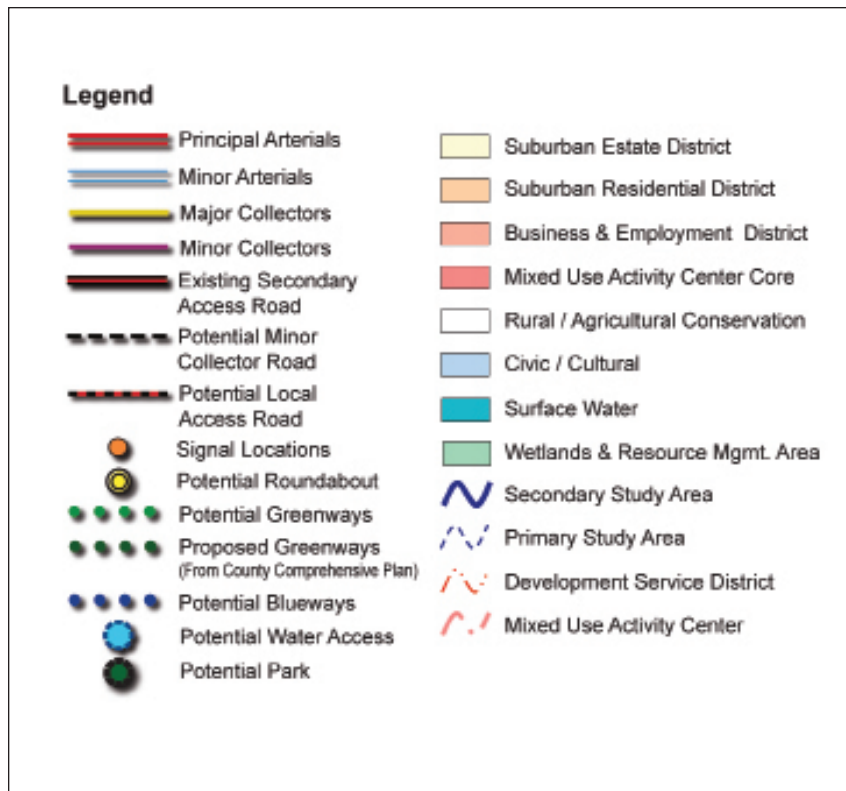 Legend
Principal Arterials
Minor Arterials
Major Collectors
Minor Collectors
Existing Secondary
Access Road
Potential Minor
Collector Road
Potential Local
Access Road
Signal Locations
Potential Roundabout
Potential Greenways
Proposed Greenways
(From County Comprehensive Plan)
Potential Blueways
Potential Water Access
Potential Park
Suburban Estate District
Suburban Residential District
Business & Employment District
Mixed Use Activity Center Core
Rural / Agricultural Conservation
Civic / Cultural
Surface Water
Wetlands & Resource Mgmt. Area
Secondary Study Area
Primary Study Area
Development Service District
Mixed Use Activity Center